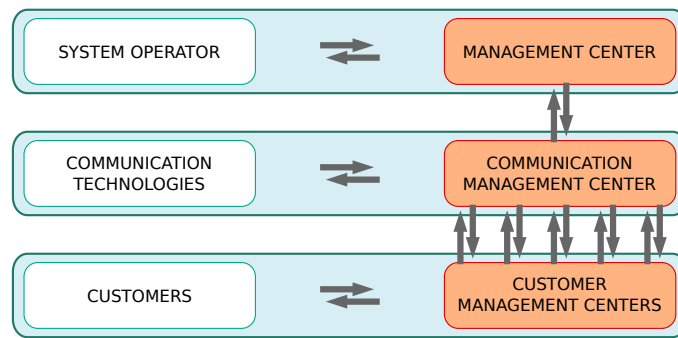 SYSTEM OPERATOR
MANAGEMENT CENTER
COMMUNICATION
TECHNOLOGIES
COMMUNICATION
MANAGEMENT CENTER
CUSTOMERS
CUSTOMER
MANAGEMENT CENTERS